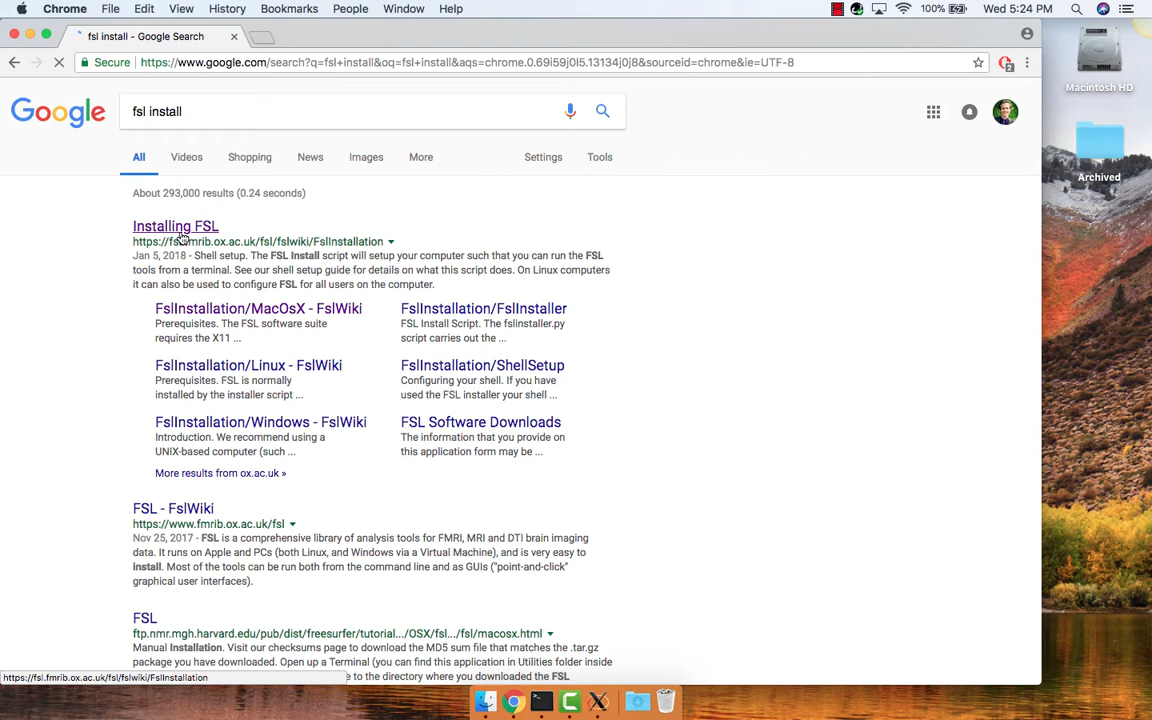 Chrome File Edit View History Bookmarks People Window Help 100% Wed 5:24 PM
fsl install - Google Search
Secure https://www.google.com/search?q=fsl+install&oq=fsl+install&aqs=chrome.0.69i59j0l5.13134j0j8&sourceid=chrome&ie=UTF-8
2
Macintosh HD
Google fsl install
All Videos Shopping News Images More Settings Tools
Archived
About 293,000 results (0.24 seconds)
Installing FSL
https://fsl.fmrib.ox.ac.uk/fsl/fslwiki/FslInstallation
Jan 5, 2018 - Shell setup. The FSL Install script will setup your computer such that you can run the FSL
tools from a terminal. See our shell setup guide for details on what this script does. On Linux computers
it can also be used to configure FSL for all users on the computer.
FslInstallation/MacOsX - FslWiki
Prerequisites. The FSL software suite
requires the X11 ...
FslInstallation/FslInstaller
FSL Install Script. The fslinstaller.py
script carries out the ...
FslInstallation/Linux - FslWiki
Prerequisites. FSL is normally
installed by the installer script ...
FslInstallation/ShellSetup
Configuring your shell. If you have
used the FSL installer your shell ...
FslInstallation/Windows - FslWiki
Introduction. We recommend using a
UNIX-based computer (such ...
FSL Software Downloads
The information that you provide on
this application form may be ...
More results from ox.ac.uk »
FSL - FslWiki
https://www.fmrib.ox.ac.uk/fsl
Nov 25, 2017 - FSL is a comprehensive library of analysis tools for FMRI, MRI and DTI brain imaging
data. It runs on Apple and PCs (both Linux, and Windows via a Virtual Machine), and is very easy to
install. Most of the tools can be run both from the command line and as GUIs ("point-and-click"
graphical user interfaces).
FSL
ftp.nmr.mgh.harvard.edu/pub/dist/freesurfer/tutorial.../OSX/fsl.../fsl/macosx.html
Manual Installation. Visit our checksums page to download the MD5 sum file that matches the .tar.gz
package you have downloaded. Open up a Terminal (you can find this application in Utilities folder inside
e to the directory where you downloaded the FSL
https://fsl.fmrib.ox.ac.uk/fsl/fslwiki/FslInstallation